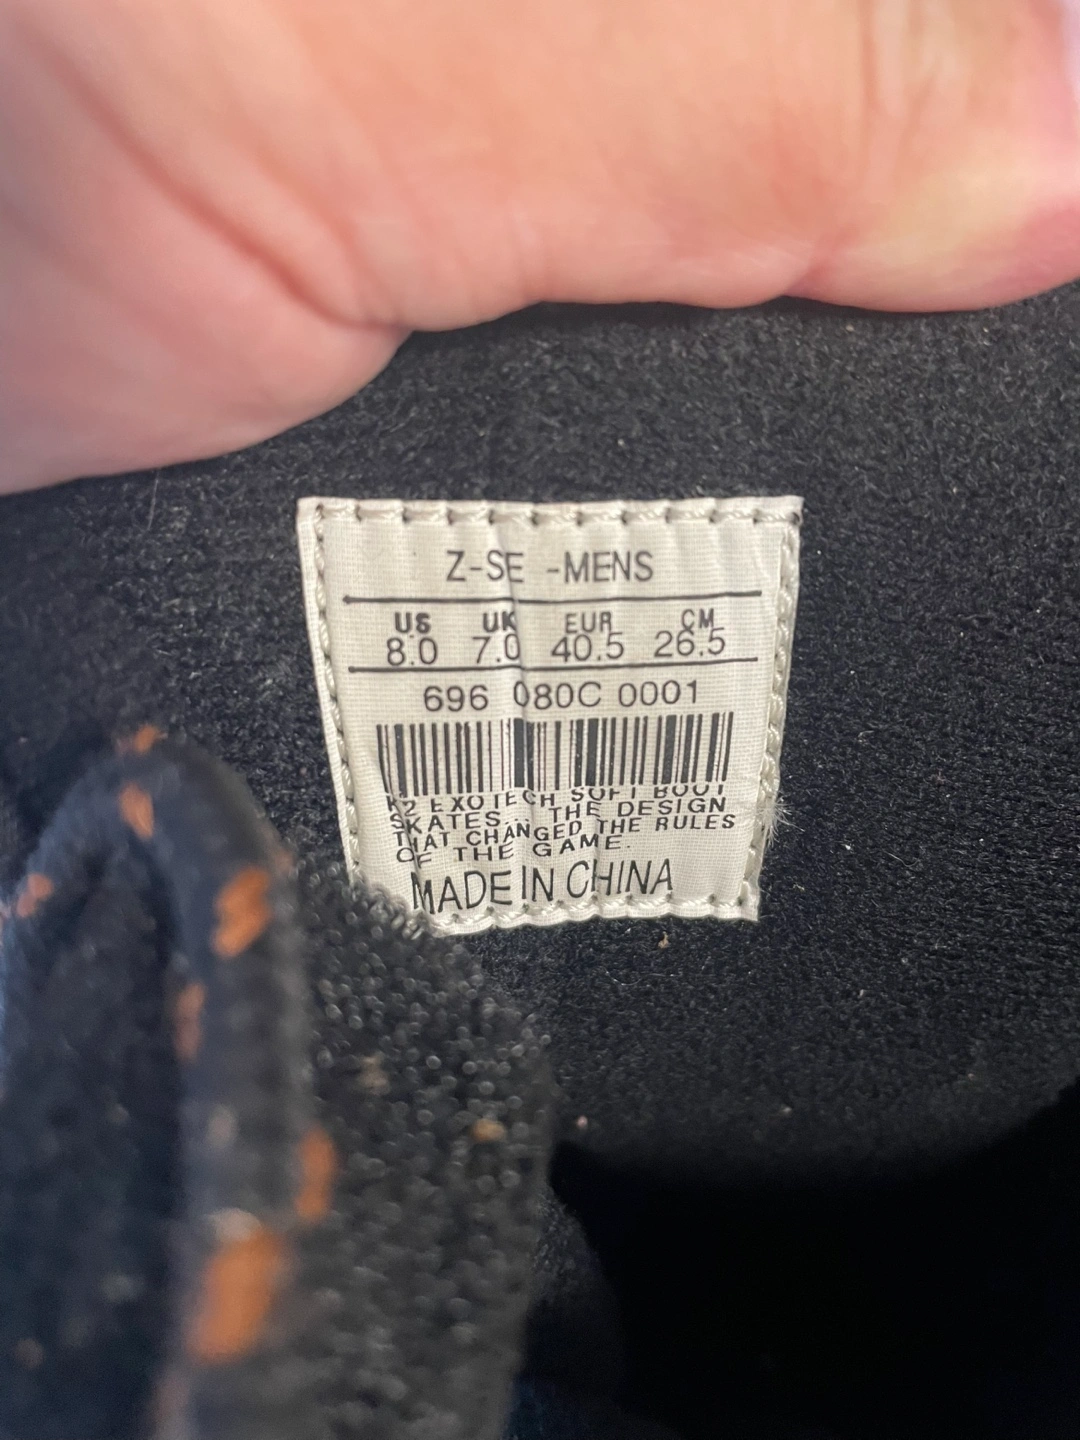 Z-SE -MENS
US UK EUR CM
8.0 7.0 40.5 26.5
696 080C 0001
K2 EXOTECH SOFT BOOT
SKATES... THE DESIGN
THAT CHANGED THE RULES
OF THE GAME.
MADE IN CHINA